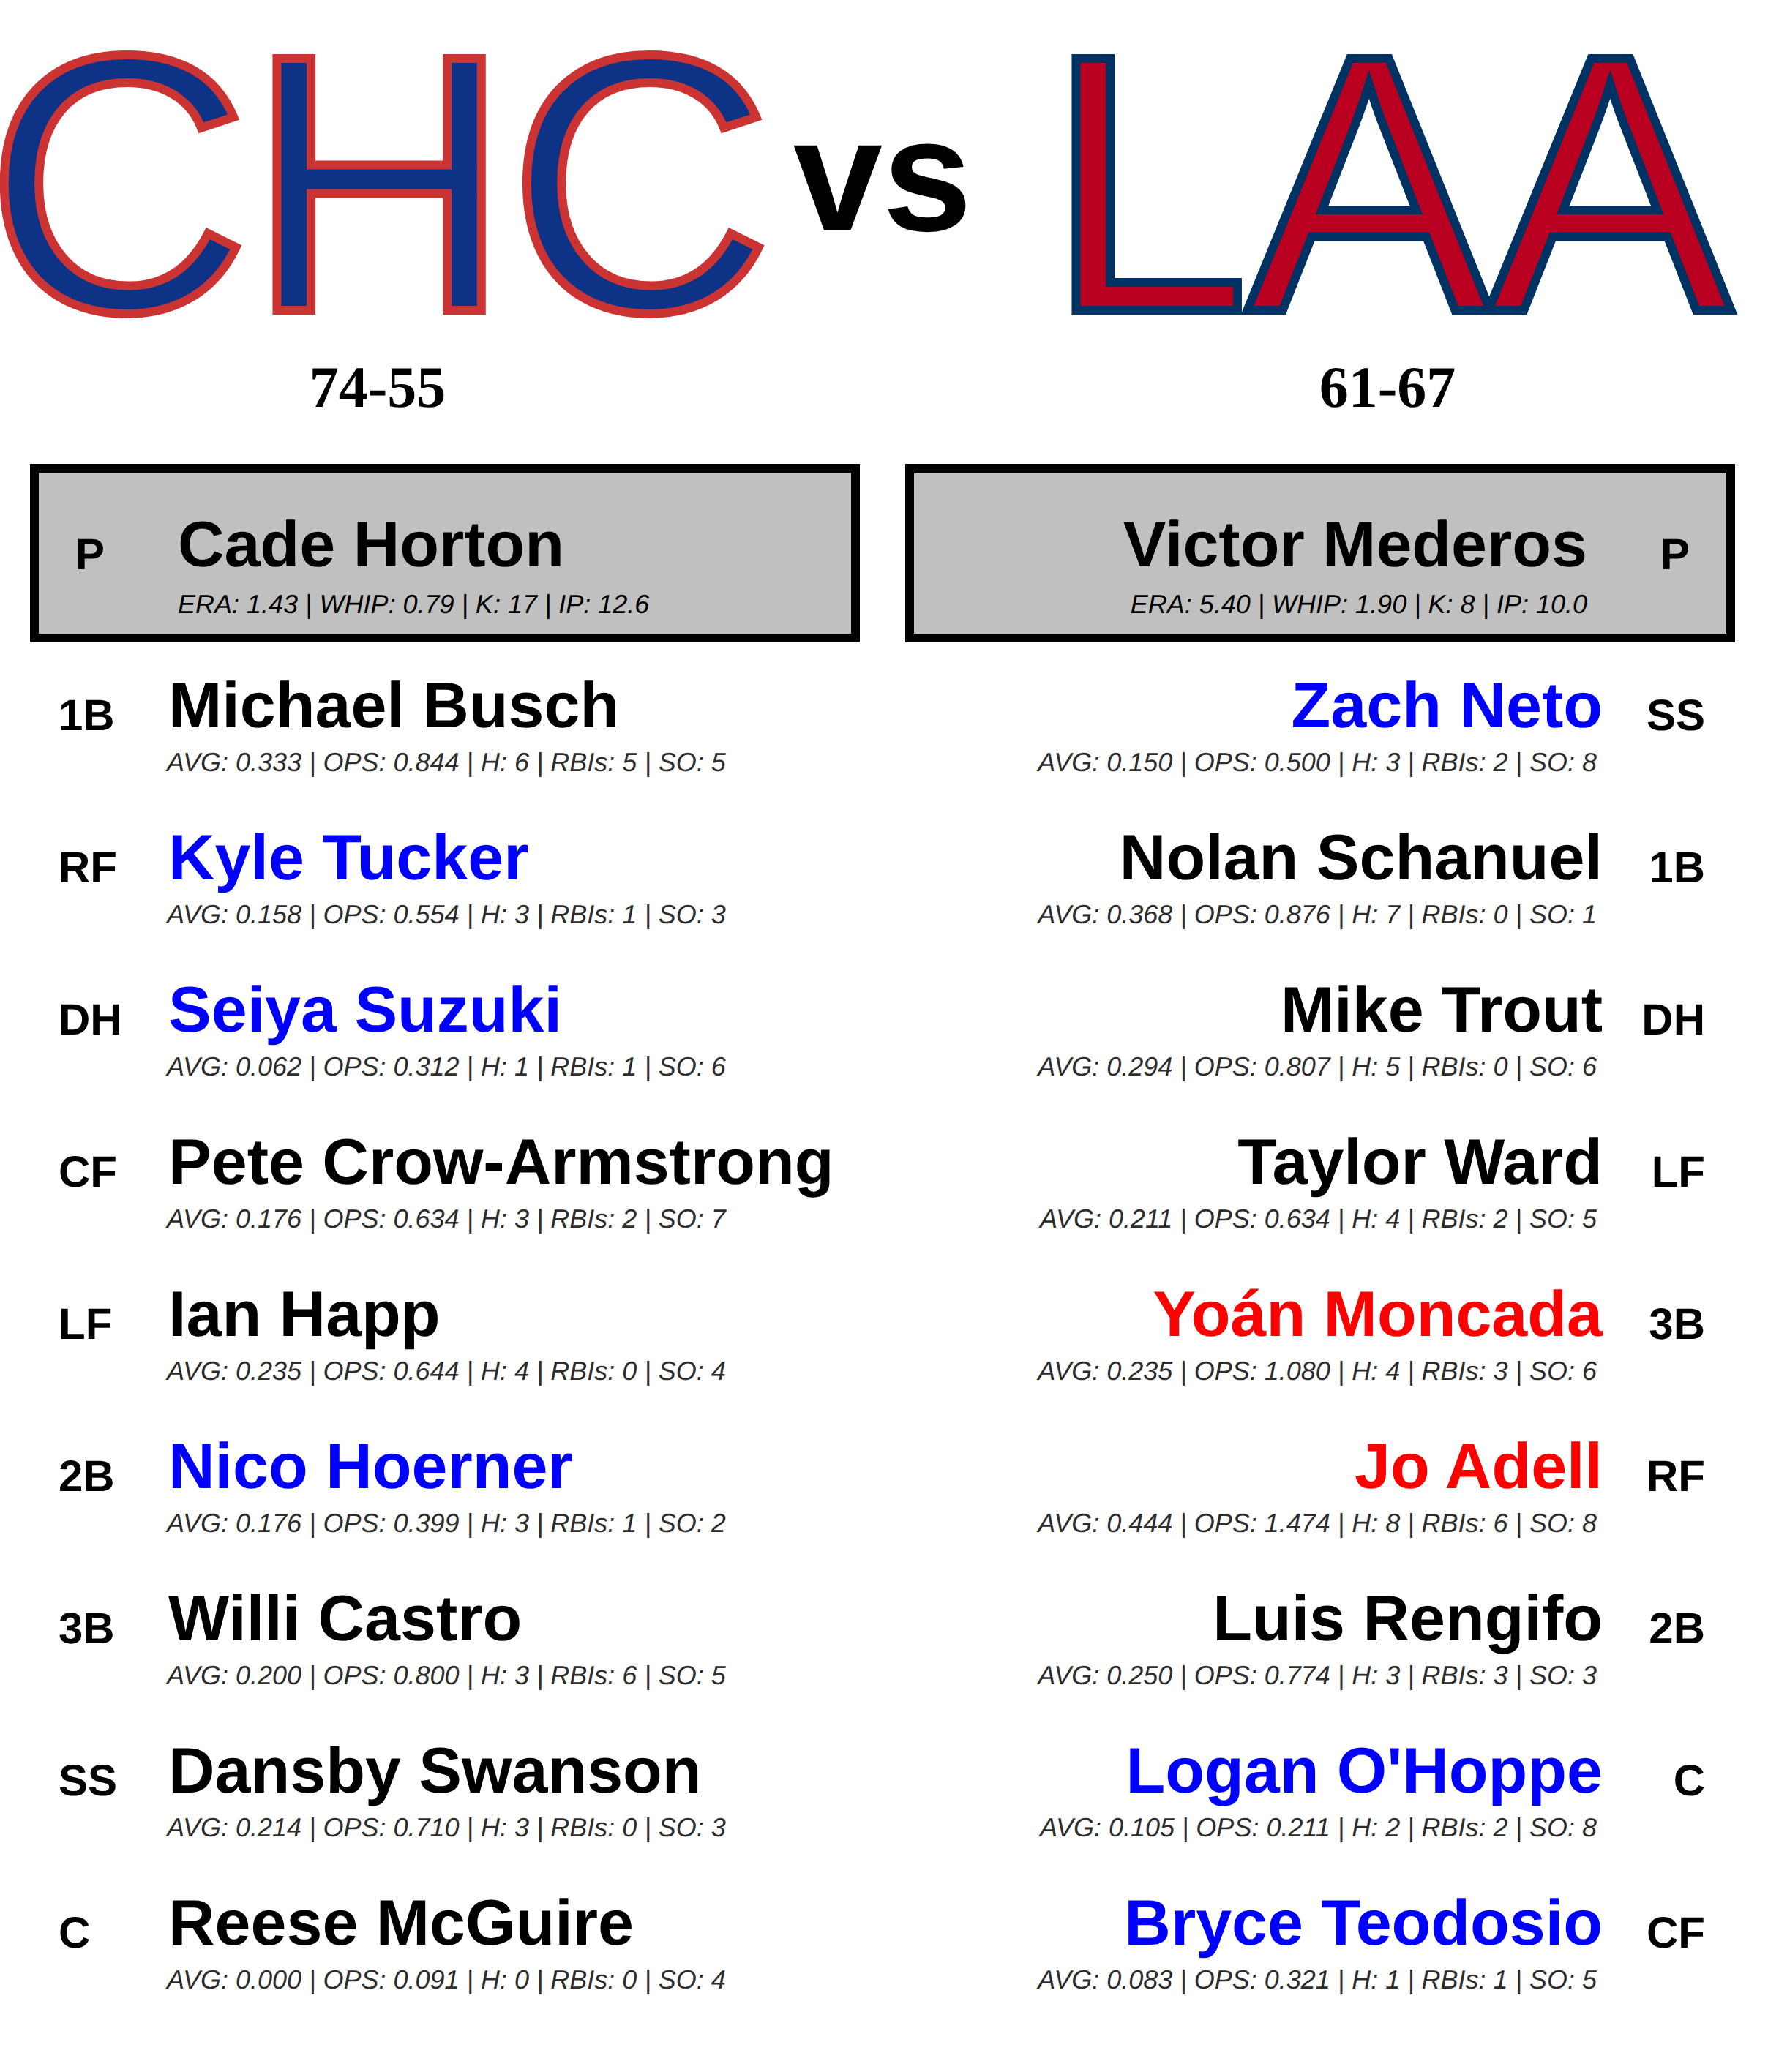 CHC vs LAA
74-55 61-67
P Cade Horton
ERA: 1.43 | WHIP: 0.79 | K: 17 | IP: 12.6
Victor Mederos P
ERA: 5.40 | WHIP: 1.90 | K: 8 | IP: 10.0
1B Michael Busch
AVG: 0.333 | OPS: 0.844 | H: 6 | RBIs: 5 | SO: 5
RF Kyle Tucker
AVG: 0.158 | OPS: 0.554 | H: 3 | RBIs: 1 | SO: 3
DH Seiya Suzuki
AVG: 0.062 | OPS: 0.312 | H: 1 | RBIs: 1 | SO: 6
CF Pete Crow-Armstrong
AVG: 0.176 | OPS: 0.634 | H: 3 | RBIs: 2 | SO: 7
LF Ian Happ
AVG: 0.235 | OPS: 0.644 | H: 4 | RBIs: 0 | SO: 4
2B Nico Hoerner
AVG: 0.176 | OPS: 0.399 | H: 3 | RBIs: 1 | SO: 2
3B Willi Castro
AVG: 0.200 | OPS: 0.800 | H: 3 | RBIs: 6 | SO: 5
SS Dansby Swanson
AVG: 0.214 | OPS: 0.710 | H: 3 | RBIs: 0 | SO: 3
C Reese McGuire
AVG: 0.000 | OPS: 0.091 | H: 0 | RBIs: 0 | SO: 4
Zach Neto SS
AVG: 0.150 | OPS: 0.500 | H: 3 | RBIs: 2 | SO: 8
Nolan Schanuel 1B
AVG: 0.368 | OPS: 0.876 | H: 7 | RBIs: 0 | SO: 1
Mike Trout DH
AVG: 0.294 | OPS: 0.807 | H: 5 | RBIs: 0 | SO: 6
Taylor Ward LF
AVG: 0.211 | OPS: 0.634 | H: 4 | RBIs: 2 | SO: 5
Yoán Moncada 3B
AVG: 0.235 | OPS: 1.080 | H: 4 | RBIs: 3 | SO: 6
Jo Adell RF
AVG: 0.444 | OPS: 1.474 | H: 8 | RBIs: 6 | SO: 8
Luis Rengifo 2B
AVG: 0.250 | OPS: 0.774 | H: 3 | RBIs: 3 | SO: 3
Logan O'Hoppe C
AVG: 0.105 | OPS: 0.211 | H: 2 | RBIs: 2 | SO: 8
Bryce Teodosio CF
AVG: 0.083 | OPS: 0.321 | H: 1 | RBIs: 1 | SO: 5